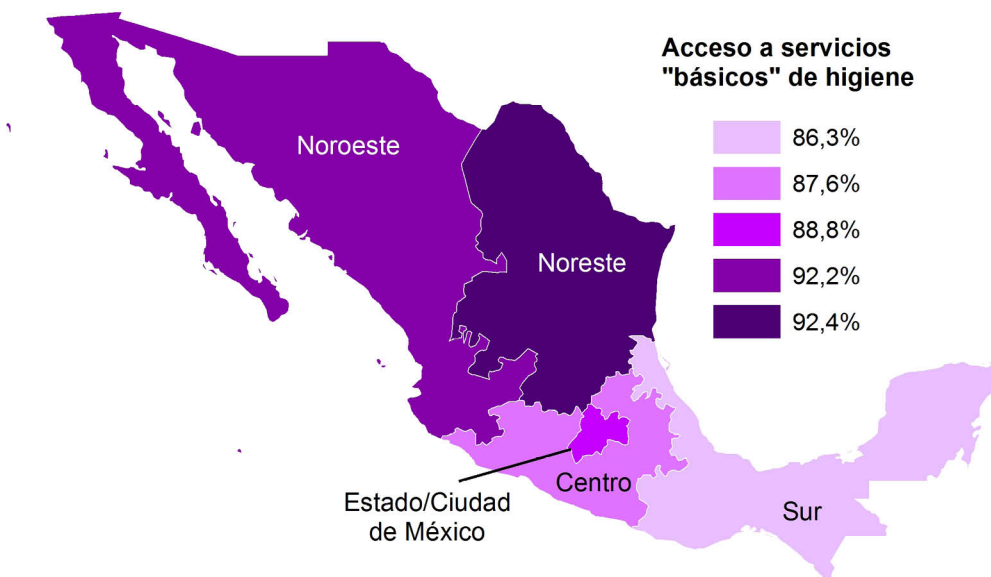 Acceso a servicios
"básicos" de higiene
86,3%
87,6%
88,8%
92,2%
92,4%
Noroeste
Noreste
Centro
Estado/Ciudad
de México
Sur